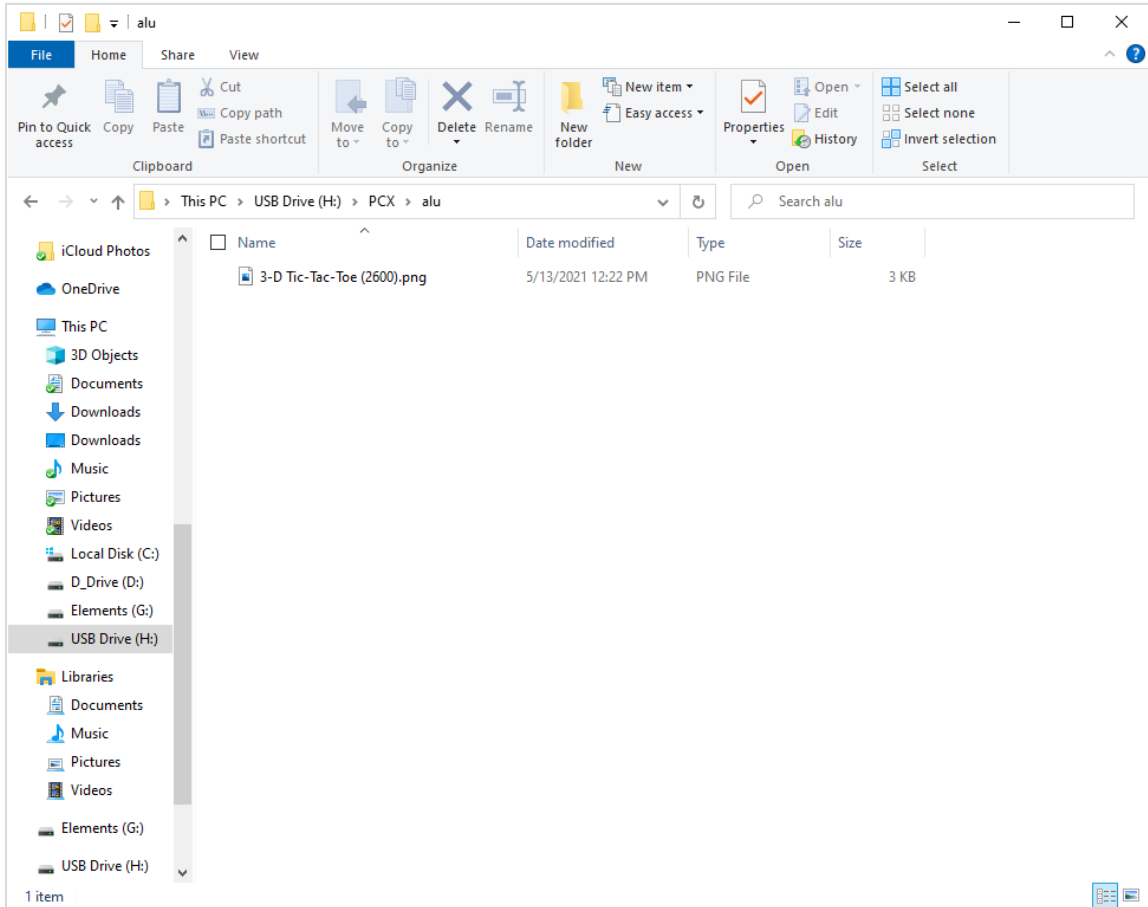 alu
File Home Share View
Pin to Quick access
Copy
Paste
Cut
Copy path
Paste shortcut
Clipboard
Move to
Copy to
Delete
Rename
Organize
New folder
New item
Easy access
New
Properties
Open
Edit
History
Open
Select all
Select none
Invert selection
Select
This PC > USB Drive (H:) > PCX > alu
Search alu
Name Date modified Type Size
3-D Tic-Tac-Toe (2600).png 5/13/2021 12:22 PM PNG File 3 KB
iCloud Photos
OneDrive
This PC
3D Objects
Documents
Downloads
Downloads
Music
Pictures
Videos
Local Disk (C:)
D_Drive (D:)
Elements (G:)
USB Drive (H:)
Libraries
Documents
Music
Pictures
Videos
Elements (G:)
USB Drive (H:)
1 item